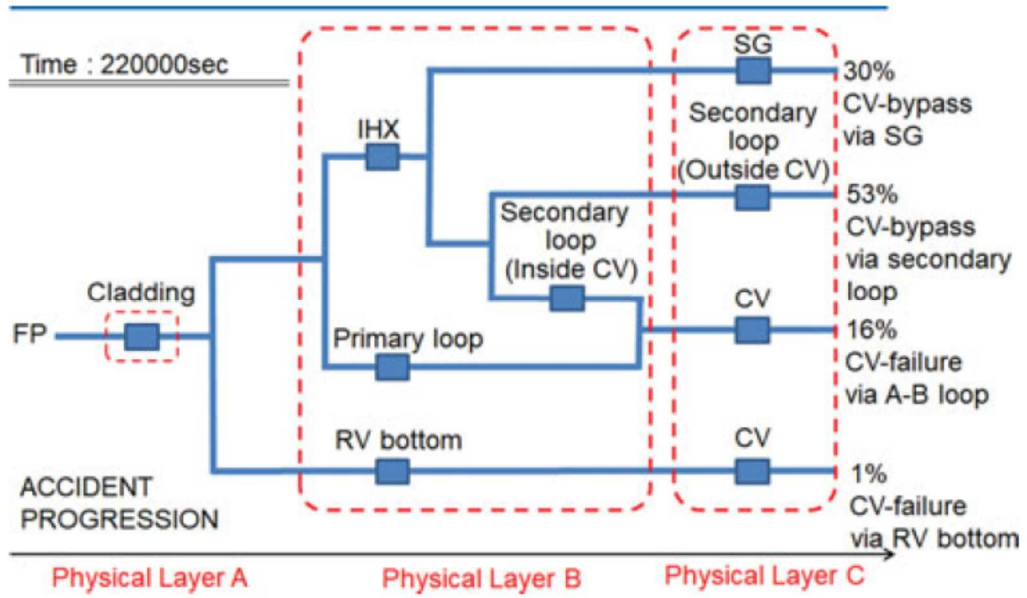 Time : 220000sec
SG
30%
CV-bypass
via SG
IHX
Secondary
loop
(Outside CV)
53%
CV-bypass
via secondary
loop
Secondary
loop
(Inside CV)
Cladding
FP
Primary loop
CV
16%
CV-failure
via A-B loop
RV bottom
CV
1%
CV-failure
via RV bottom
ACCIDENT
PROGRESSION
Physical Layer A
Physical Layer B
Physical Layer C